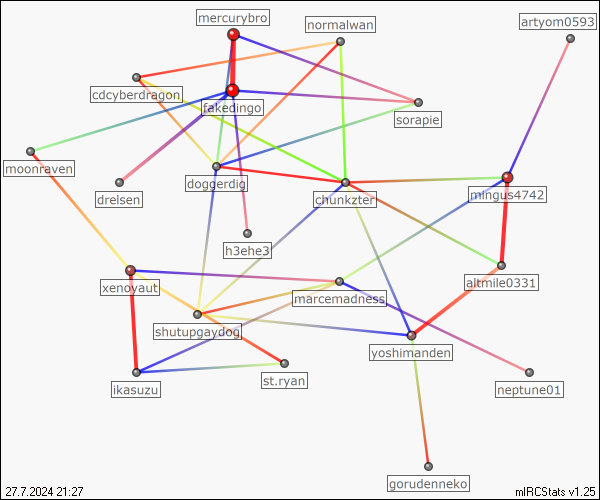 mercurybro
normalwan
artyom0593
cdcyberdragon
fakedingo
sorapie
moonraven
doggerdig
mingus4742
drelsen
chunkzter
h3ehe3
xenoyaut
altmile0331
marcemadness
shutupgaydog
yoshimanden
ikasuzu
st.ryan
neptune01
gorudenneko
27.7.2024 21:27
mIRCStats v1.25